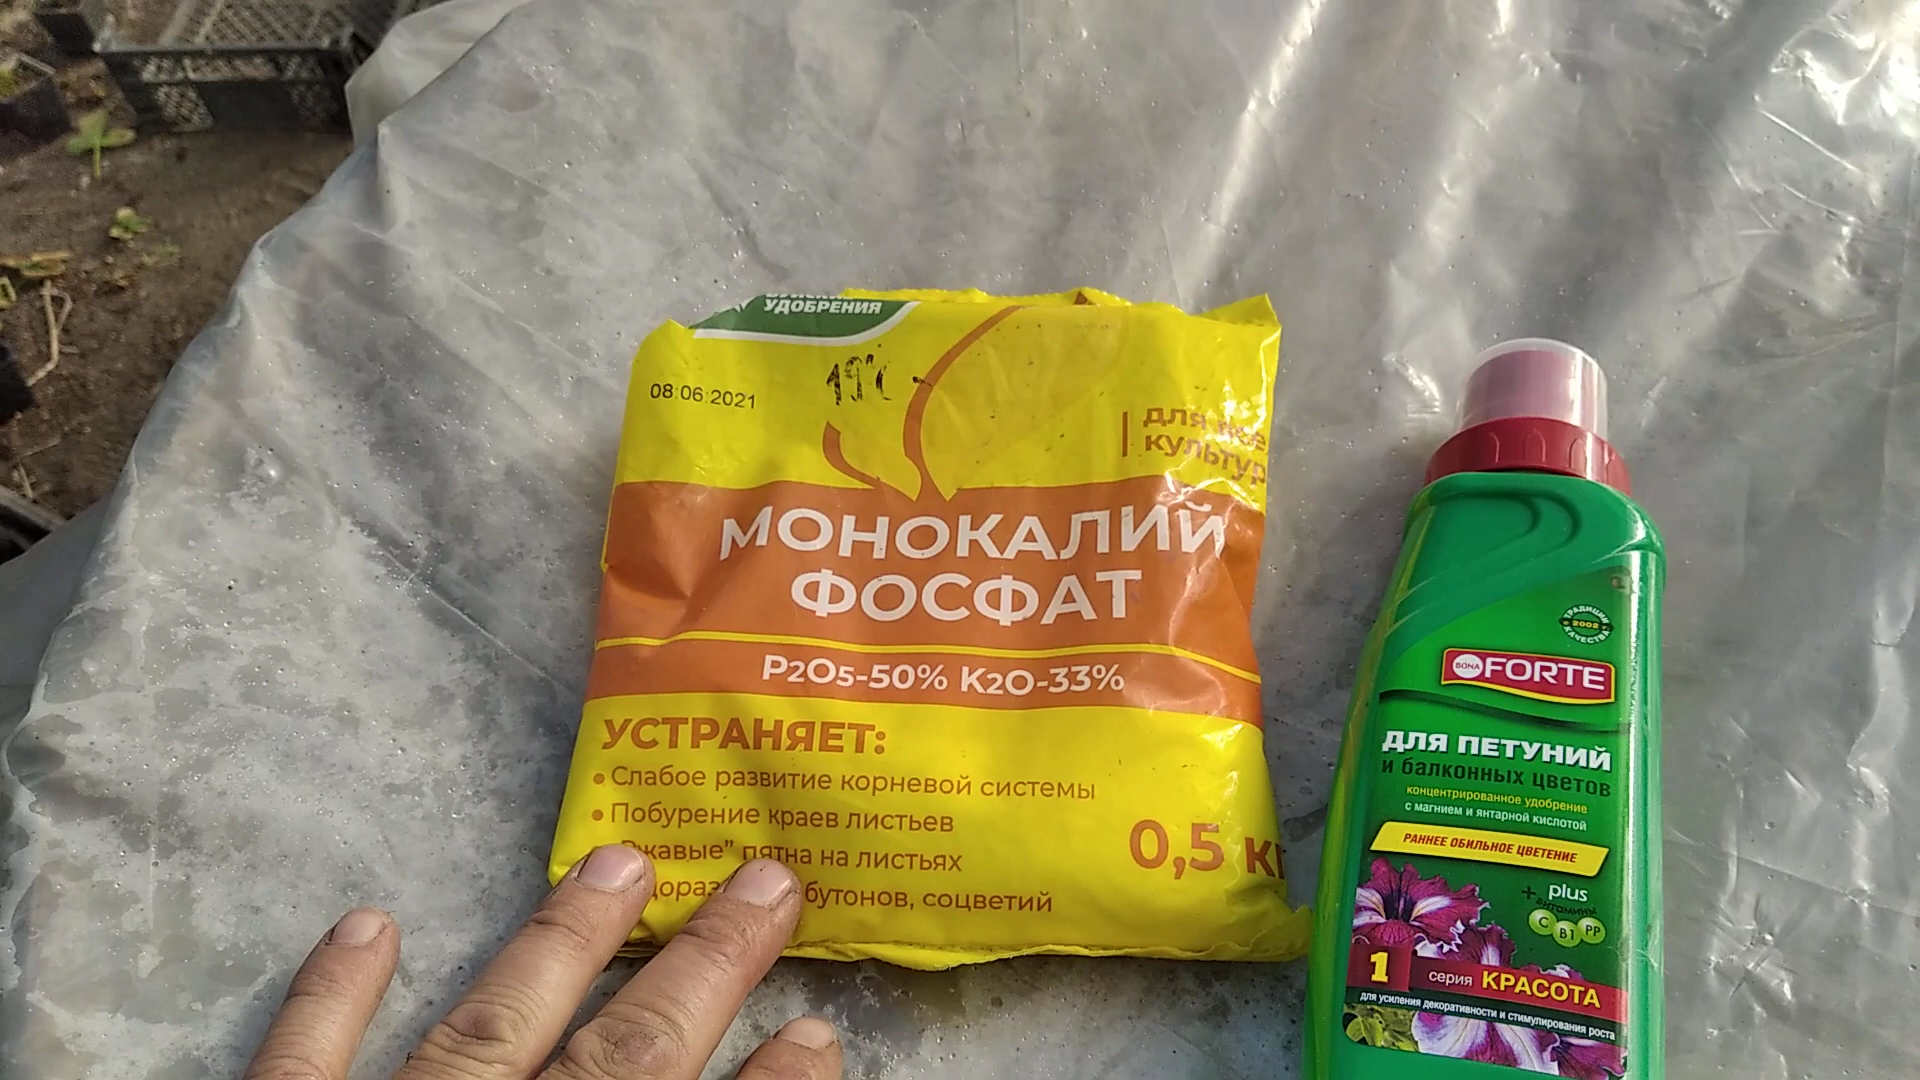 УДОБРЕНИЯ
08:06:2021
для все
культур
МОНОКАЛИЙ
ФОСФАТ
P2O5-50% K2O-33%
УСТРАНЯЕТ:
• Слабое развитие корневой системы
• Побурение краев листьев
пятна на листьях
бутонов, соцветий
0,5 кг
ТРАДИЦИИ
2002
КАЧЕСТВА
BONA FORTE
ДЛЯ ПЕТУНИЙ
и балконных цветов
концентрированное удобрение
с магнием и янтарной кислотой
РАННЕЕ ОБИЛЬНОЕ ЦВЕТЕНИЕ
+ plus
витамины
C B1 PP
1 серия КРАСОТА
для усиления декоративности и стимулирования роста